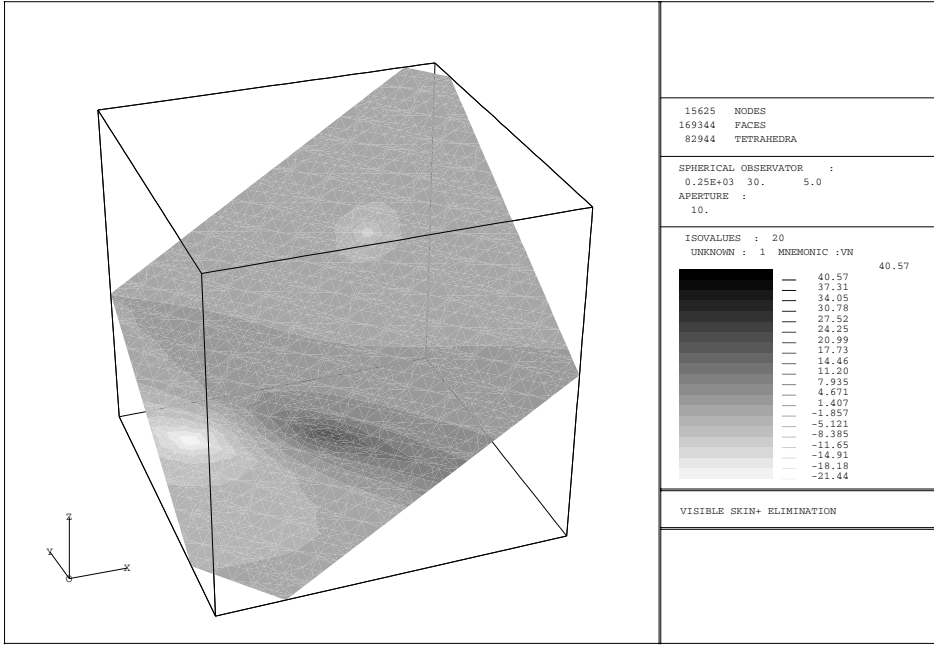 15625 NODES
169344 FACES
82944 TETRAHEDRA
SPHERICAL OBSERVATOR :
0.25E+03 30. 5.0
APERTURE :
10.
ISOVALUES : 20
UNKNOWN : 1 MNEMONIC :VN
40.57
40.57
37.31
34.05
30.78
27.52
24.25
20.99
17.73
14.46
11.20
7.935
4.671
1.407
-1.857
-5.121
-8.385
-11.65
-14.91
-18.18
-21.44
VISIBLE SKIN+ ELIMINATION
Z
Y
X
O